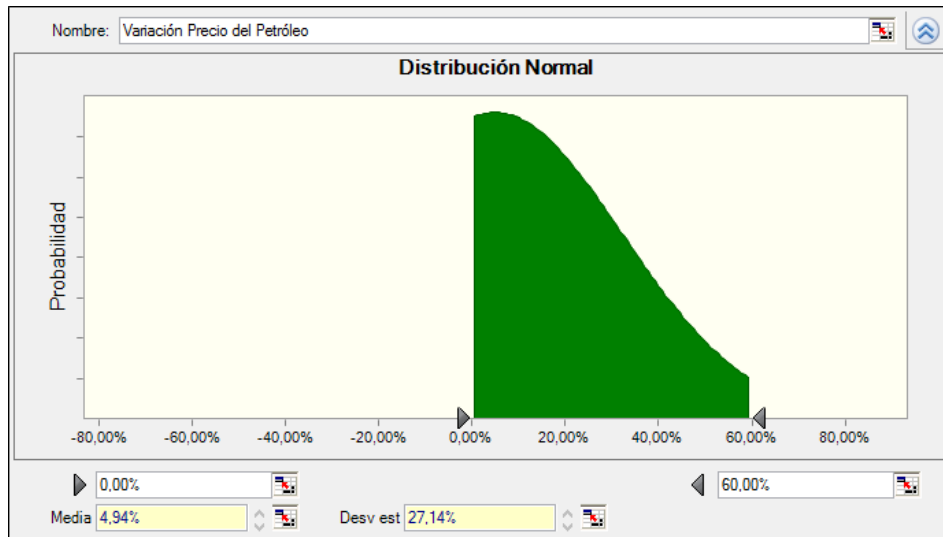 Nombre: Variación Precio del Petróleo
Distribución Normal
Probabilidad
-80,00% -60,00% -40,00% -20,00% 0,00% 20,00% 40,00% 60,00% 80,00%
0,00% 60,00%
Media 4,94% Desv est 27,14%